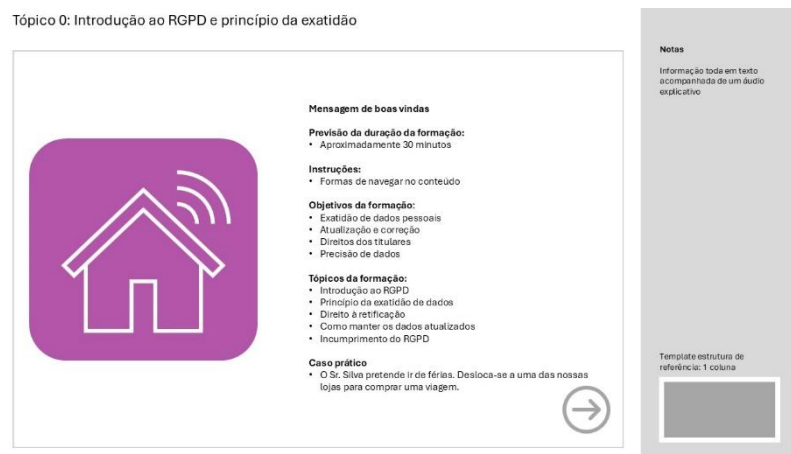 Tópico 0: Introdução ao RGPD e princípio da exatidão
Mensagem de boas vindas
Previsão da duração da formação:
• Aproximadamente 30 minutos
Instruções:
• Formas de navegar no conteúdo
Objetivos da formação:
• Exatidão de dados pessoais
• Atualização e correção
• Direitos dos titulares
• Precisão de dados
Tópicos da formação:
• Introdução ao RGPD
• Princípio da exatidão de dados
• Direito à retificação
• Como manter os dados atualizados
• Incumprimento do RGPD
Caso prático
• O Sr. Silva pretende ir de férias. Desloca-se a uma das nossas
lojas para comprar uma viagem.
Notas
Informação toda em texto
acompanhada de um áudio
explicativo
Template estrutura de
referência: 1 coluna